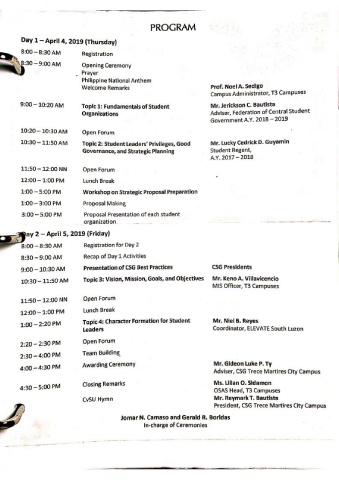 PROGRAM
Day 1 – April 4, 2019 (Thursday)
8:00 – 8:30 AM Registration
8:30 – 9:00 AM Opening Ceremony
Prayer
Philippine National Anthem
Welcome Remarks Prof. Noel A. Sedigo
Campus Administrator, T3 Campuses
9:00 – 10:20 AM Topic 1: Fundamentals of Student Organizations Mr. Jerickson C. Bautista
Adviser, Federation of Central Student
Government A.Y. 2018 – 2019
10:20 – 10:30 AM Open Forum
10:30 – 11:50 AM Topic 2: Student Leaders' Privileges, Good Mr. Lucky Cedrick D. Guyamin
Governance, and Strategic Planning Student Regent,
A.Y. 2017 – 2018
11:50 – 12:00 NN Open Forum
12:00 – 1:00 PM Lunch Break
1:00 – 5:00 PM Workshop on Strategic Proposal Preparation
1:00 – 3:00 PM Proposal Making
3:00 – 5:00 PM Proposal Presentation of each student
organization
Day 2 – April 5, 2019 (Friday)
8:00 – 8:30 AM Registration for Day 2
8:30 – 9:00 AM Recap of Day 1 Activities
9:00 – 10:30 AM Presentation of CSG Best Practices CSG Presidents
10:30 – 11:50 AM Topic 3: Vision, Mission, Goals, and Objectives Mr. Keno A. Villavicencio
MIS Officer, T3 Campuses
11:50 – 12:00 NN Open Forum
12:00 – 1:00 PM Lunch Break
1:00 – 2:20 PM Topic 4: Character Formation for Student Mr. Niel B. Reyes
Leaders Coordinator, ELEVATE South Luzon
2:20 – 2:30 PM Open Forum
2:30 – 4:00 PM Team Building
4:00 – 4:30 PM Awarding Ceremony Mr. Gideon Luke P. Ty
Adviser, CSG Trece Martires City Campus
4:30 – 5:00 PM Closing Remarks Ms. Lilian O. Sidamon
OSAS Head, T3 Campuses
CvSU Hymn Mr. Reymark T. Bautista
President, CSG Trece Martires City Campus
Jomar N. Camaso and Gerald R. Bordas
In-charge of Ceremonies